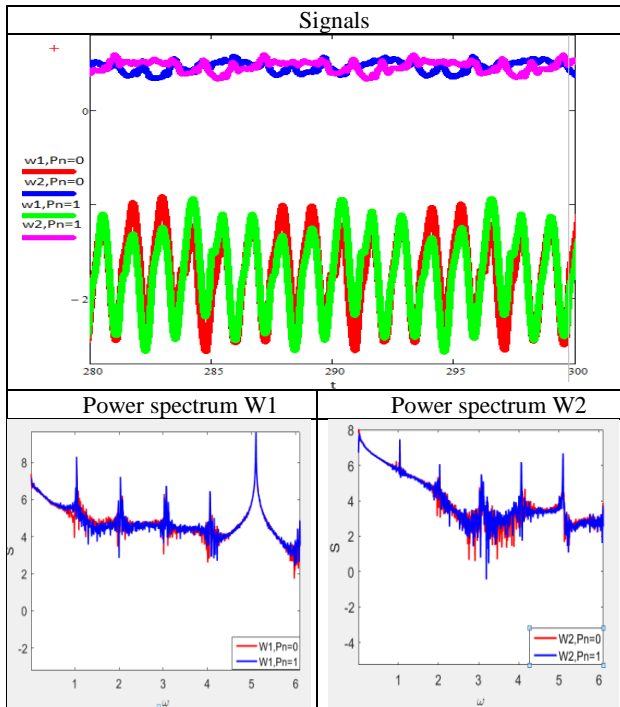 Signals
0
w1,Pn=0
w2,Pn=0
w1,Pn=1
w2,Pn=1
−2
280 285 290 295 300
t
Power spectrum W1 Power spectrum W2
8
6
4
2
0
-2
S
1 2 3 4 5 6
ω
W1,Pn=0
W1,Pn=1
8
6
4
2
0
-2
-4
S
1 2 3 4 5 6
ω
W2,Pn=0
W2,Pn=1